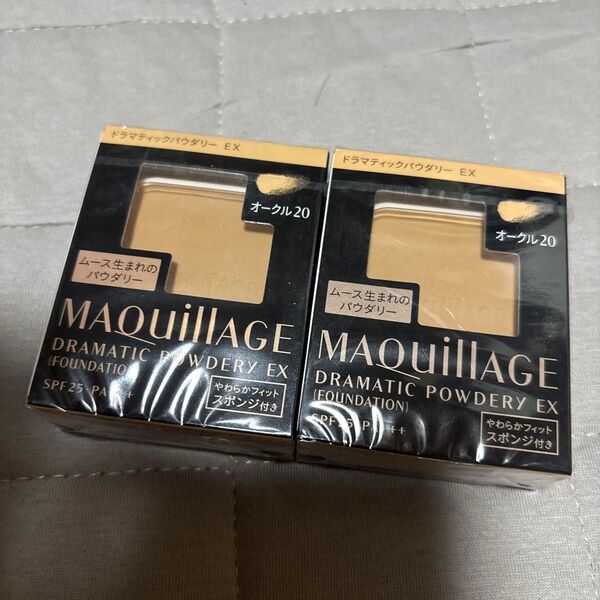 ドラマティックパウダリー EX
オークル20
ムース生まれの
パウダリー
MAQuillAGE
DRAMATIC POWDERY EX
(FOUNDATION)
SPF25 PA++
やわらかフィット
スポンジ付き
ドラマティックパウダリー EX
オークル20
ムース生まれの
パウダリー
MAQuillAGE
DRAMATIC POWDERY EX
(FOUNDATION)
SPF25 P ++
やわらかフィット
スポンジ付き